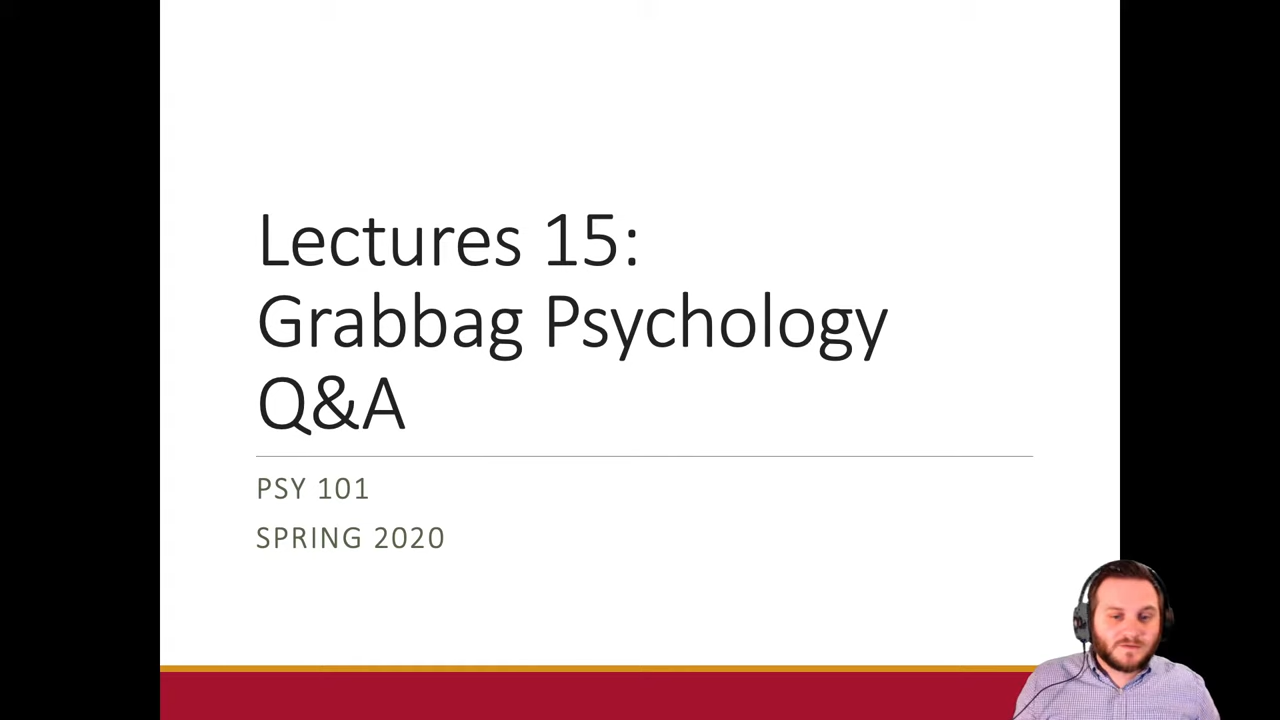 Lectures 15:
Grabbag Psychology
Q&A
PSY 101
SPRING 2020